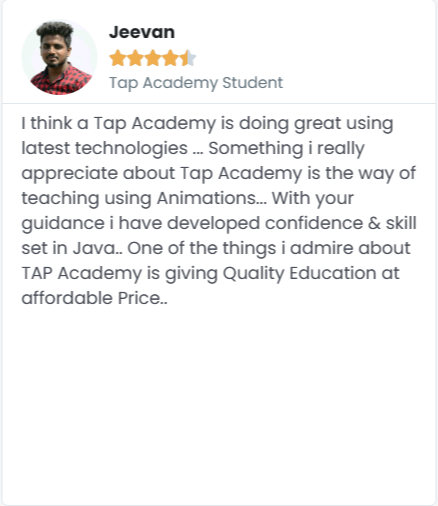 Jeevan
Tap Academy Student
I think a Tap Academy is doing great using
latest technologies ... Something i really
appreciate about Tap Academy is the way of
teaching using Animations... With your
guidance i have developed confidence & skill
set in Java.. One of the things i admire about
TAP Academy is giving Quality Education at
affordable Price..